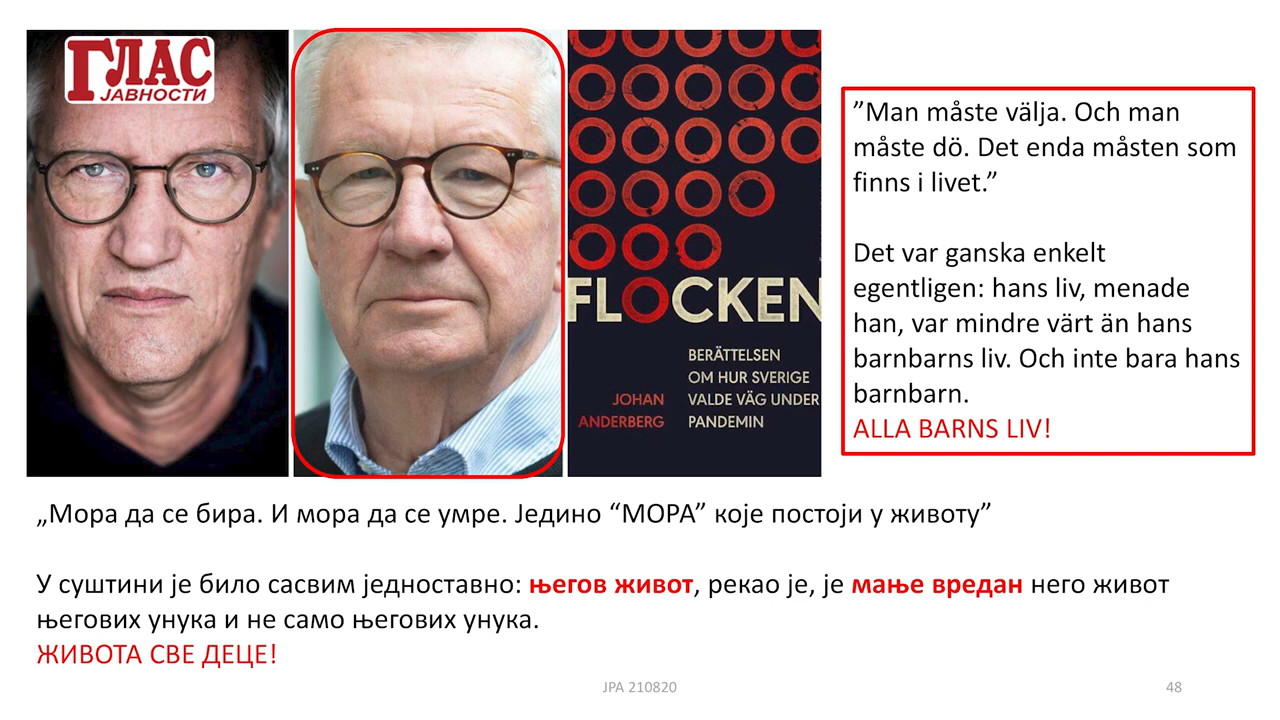 ГЛАС
ЈАВНОСТИ
FLOCKEN
BERÄTTELSEN
OM HUR SVERIGE
JOHAN VALDE VÄG UNDER
ANDERBERG PANDEMIN
”Man måste välja. Och man
måste dö. Det enda måsten som
finns i livet.”
Det var ganska enkelt
egentligen: hans liv, menade
han, var mindre värt än hans
barnbarns liv. Och inte bara hans
barnbarn.
ALLA BARNS LIV!
„Мора да се бира. И мора да се умре. Једино “МОРА” које постоји у животу”
У суштини је било сасвим једноставно: његов живот, рекао је, је мање вредан него живот
његових унука и не само његових унука.
ЖИВОТА СВЕ ДЕЦЕ!
JPA 210820
48